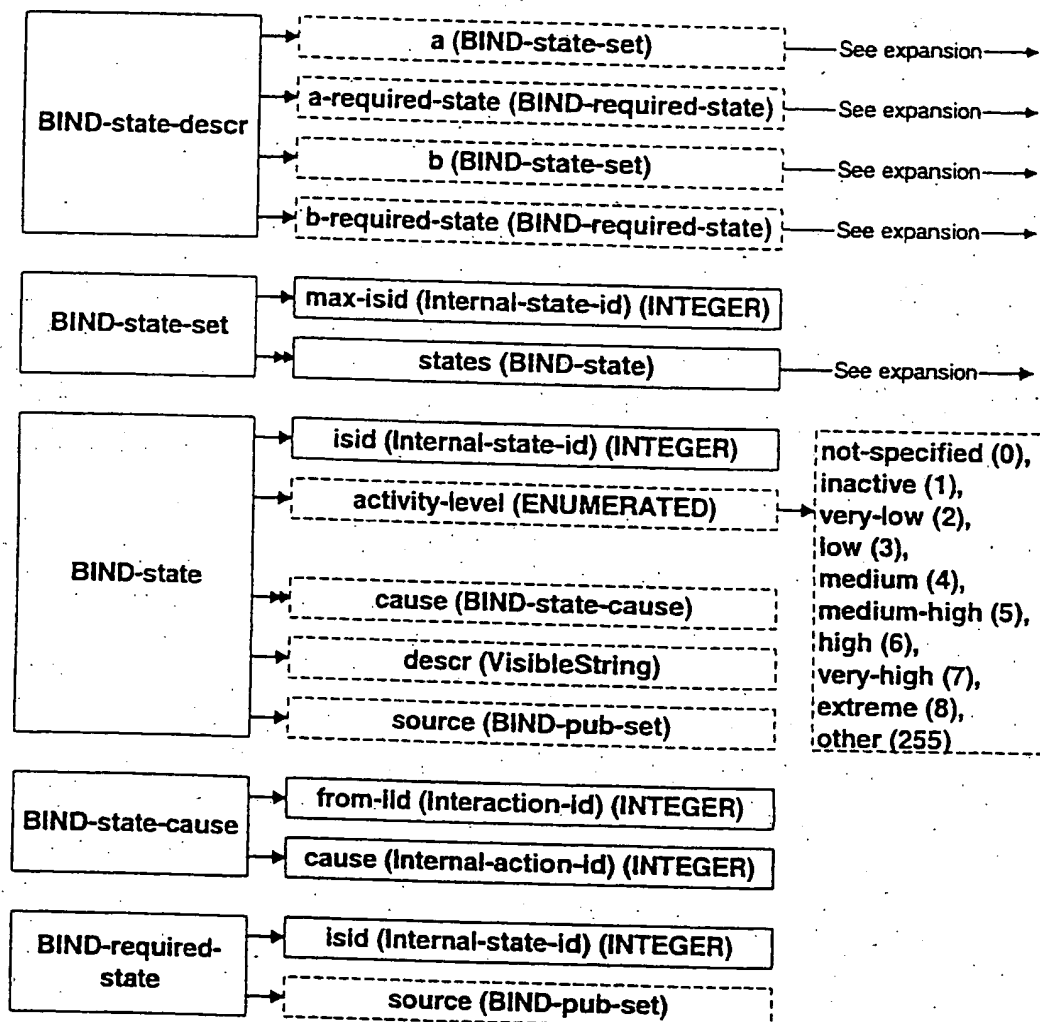 BIND-state-descr
a (BIND-state-set)
See expansion
a-required-state (BIND-required-state)
See expansion
b (BIND-state-set)
See expansion
b-required-state (BIND-required-state)
See expansion
BIND-state-set
max-isid (Internal-state-id) (INTEGER)
states (BIND-state)
See expansion
BIND-state
isid (Internal-state-id) (INTEGER)
activity-level (ENUMERATED)
cause (BIND-state-cause)
descr (VisibleString)
source (BIND-pub-set)
not-specified (0),
inactive (1),
very-low (2),
low (3),
medium (4),
medium-high (5),
high (6),
very-high (7),
extreme (8),
other (255)
BIND-state-cause
from-iid (Interaction-id) (INTEGER)
cause (Internal-action-id) (INTEGER)
BIND-required-
state
isid (Internal-state-id) (INTEGER)
source (BIND-pub-set)